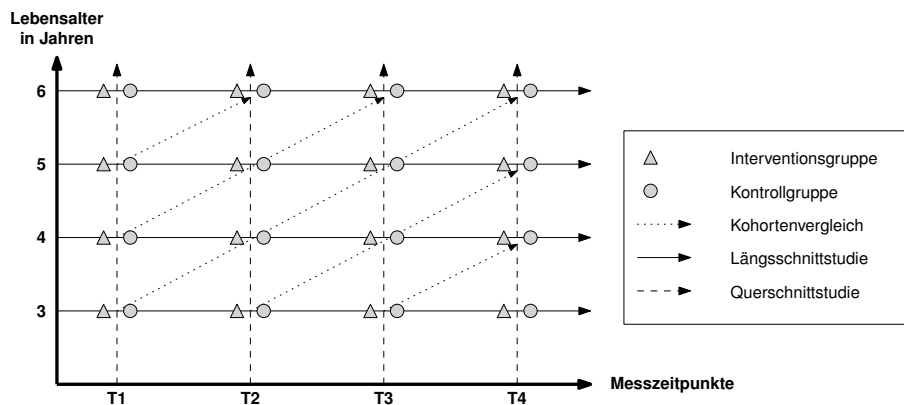 Lebensalter
in Jahren
6
5
4
3
T1 T2 T3 T4
Messzeitpunkte
Interventionsgruppe
Kontrollgruppe
Kohortenvergleich
Längsschnittstudie
Querschnittstudie